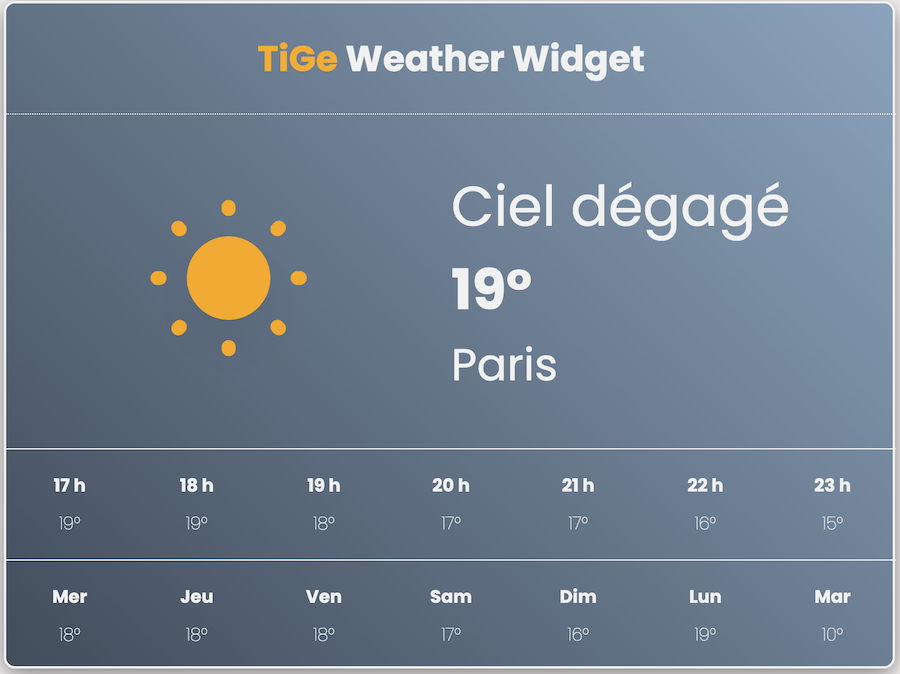 TiGe Weather Widget
Ciel dégagé
19°
Paris
17 h 18 h 19 h 20 h 21 h 22 h 23 h
19° 19° 18° 17° 17° 16° 15°
Mer Jeu Ven Sam Dim Lun Mar
18° 18° 18° 17° 16° 19° 10°